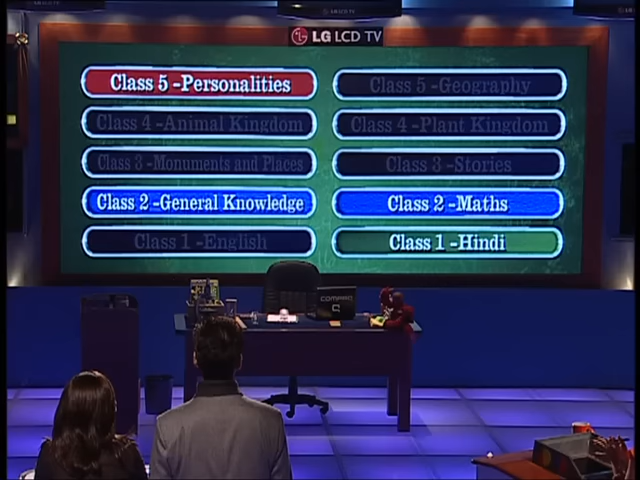 LG LCD TV
Class 5 -Personalities
Class 5 -Geography
Class 4 -Animal Kingdom
Class 4 -Plant Kingdom
Class 3 -Monuments and Places
Class 3 -Stories
Class 2 -General Knowledge
Class 2 -Maths
Class 1 -English
Class 1 -Hindi
COMPAQ